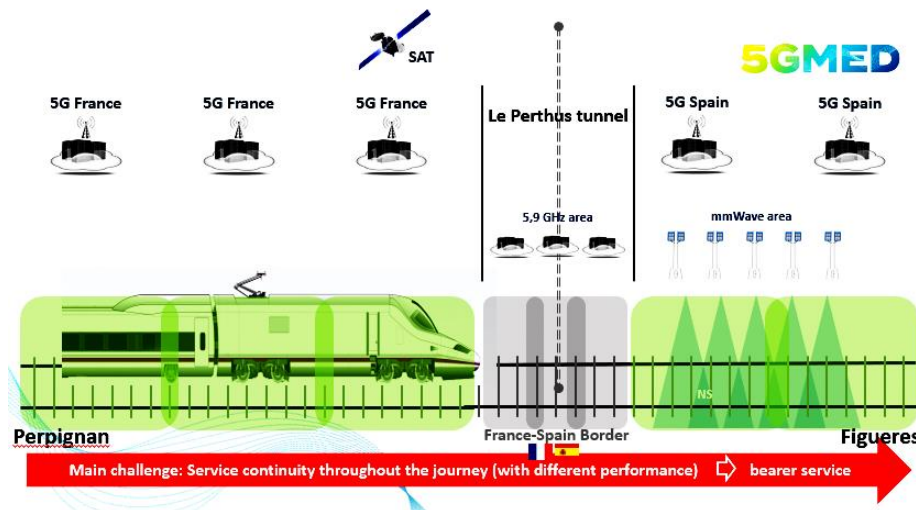 SAT
5GMED
5G France
5G France
5G France
Le Perthus tunnel
5G Spain
5G Spain
5,9 GHz area
mmWave area
NS
Perpignan
France-Spain Border
Figueres
Main challenge: Service continuity throughout the journey (with different performance) ⇨ bearer service